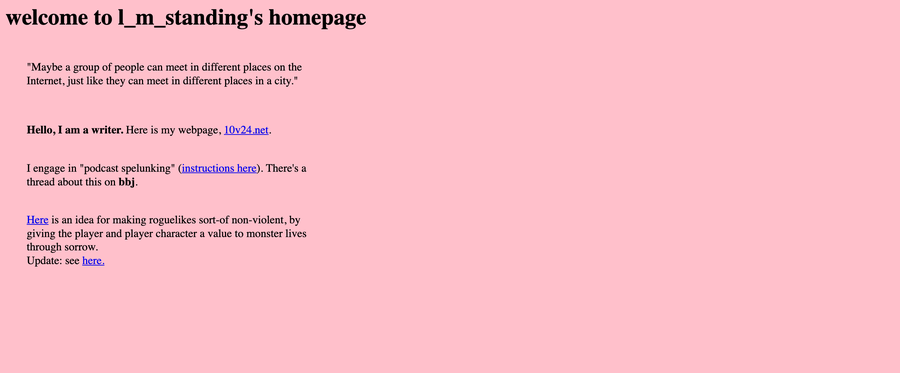 welcome to l_m_standing's homepage
"Maybe a group of people can meet in different places on the
Internet, just like they can meet in different places in a city."
Hello, I am a writer. Here is my webpage, 10v24.net.
I engage in "podcast spelunking" (instructions here). There's a
thread about this on bbj.
Here is an idea for making roguelikes sort-of non-violent, by
giving the player and player character a value to monster lives
through sorrow.
Update: see here.